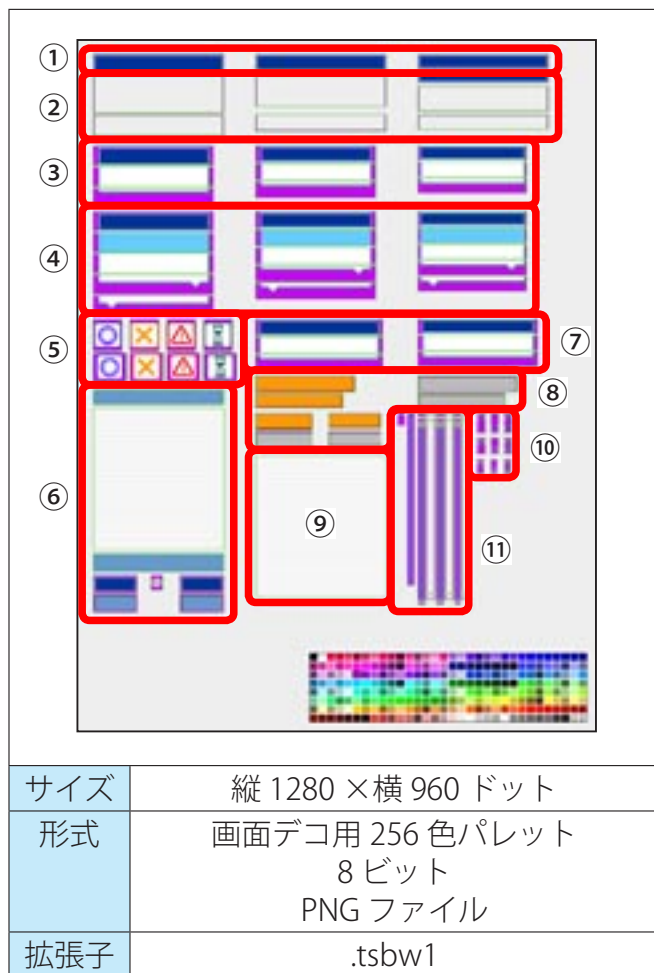 ①
②
③
④
⑤
⑦
⑧
⑥
⑨
⑩
⑪
サイズ 縦 1280 ×横 960 ドット
形式 画面デコ用 256 色パレット
8 ビット
PNG ファイル
拡張子 .tsbw1